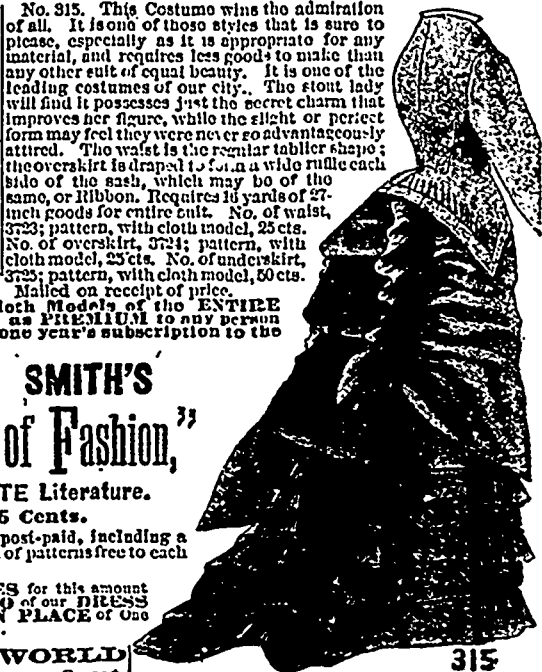 No. 315. This Costume wins the admiration
of all. It is one of those styles that is sure to
please, especially as it is appropriate for any
material, and requires less goods to make than
any other suit of equal beauty. It is one of the
leading costumes of our city.. The stout lady
will find it possesses just the secret charm that
improves her figure, while the slight or perfect
form may feel they were never so advantageously
attired. The waist is the regular tablier shape;
the overskirt is draped to form a wide ruffle each
side of the sash, which may be of the
same, or Ribbon. Requires 16 yards of 27-
inch goods for entire suit. No. of waist,
3723; pattern, with cloth model, 25 cts.
No. of overskirt, 3724; pattern, with
cloth model, 25 cts. No. of underskirt,
3725; pattern, with cloth model, 50 cts.
Mailed on receipt of price.
loth Models of the ENTIRE
as PREMIUM to any person
one year's subscription to the
SMITH'S
of Fashion,"
TE Literature.
5 Cents.
post-paid, including a
of patterns free to each
ES for this amount
O of our DRESS
N PLACE of One
WORLD
315